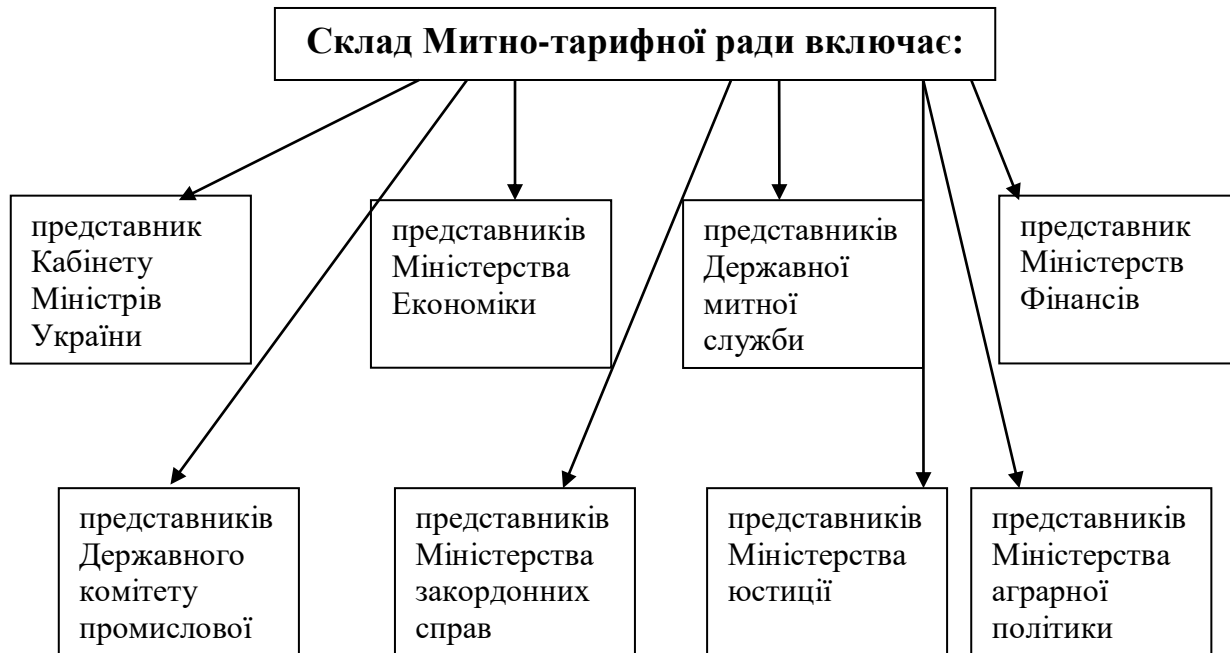 Склад Митно-тарифної ради включає:
представник
Кабінету
Міністрів
України
представників
Міністерства
Економіки
представників
Державної
митної
служби
представник
Міністерств
Фінансів
представників
Державного
комітету
промислової
представників
Міністерства
закордонних
справ
представників
Міністерства
юстиції
представників
Міністерства
аграрної
політики